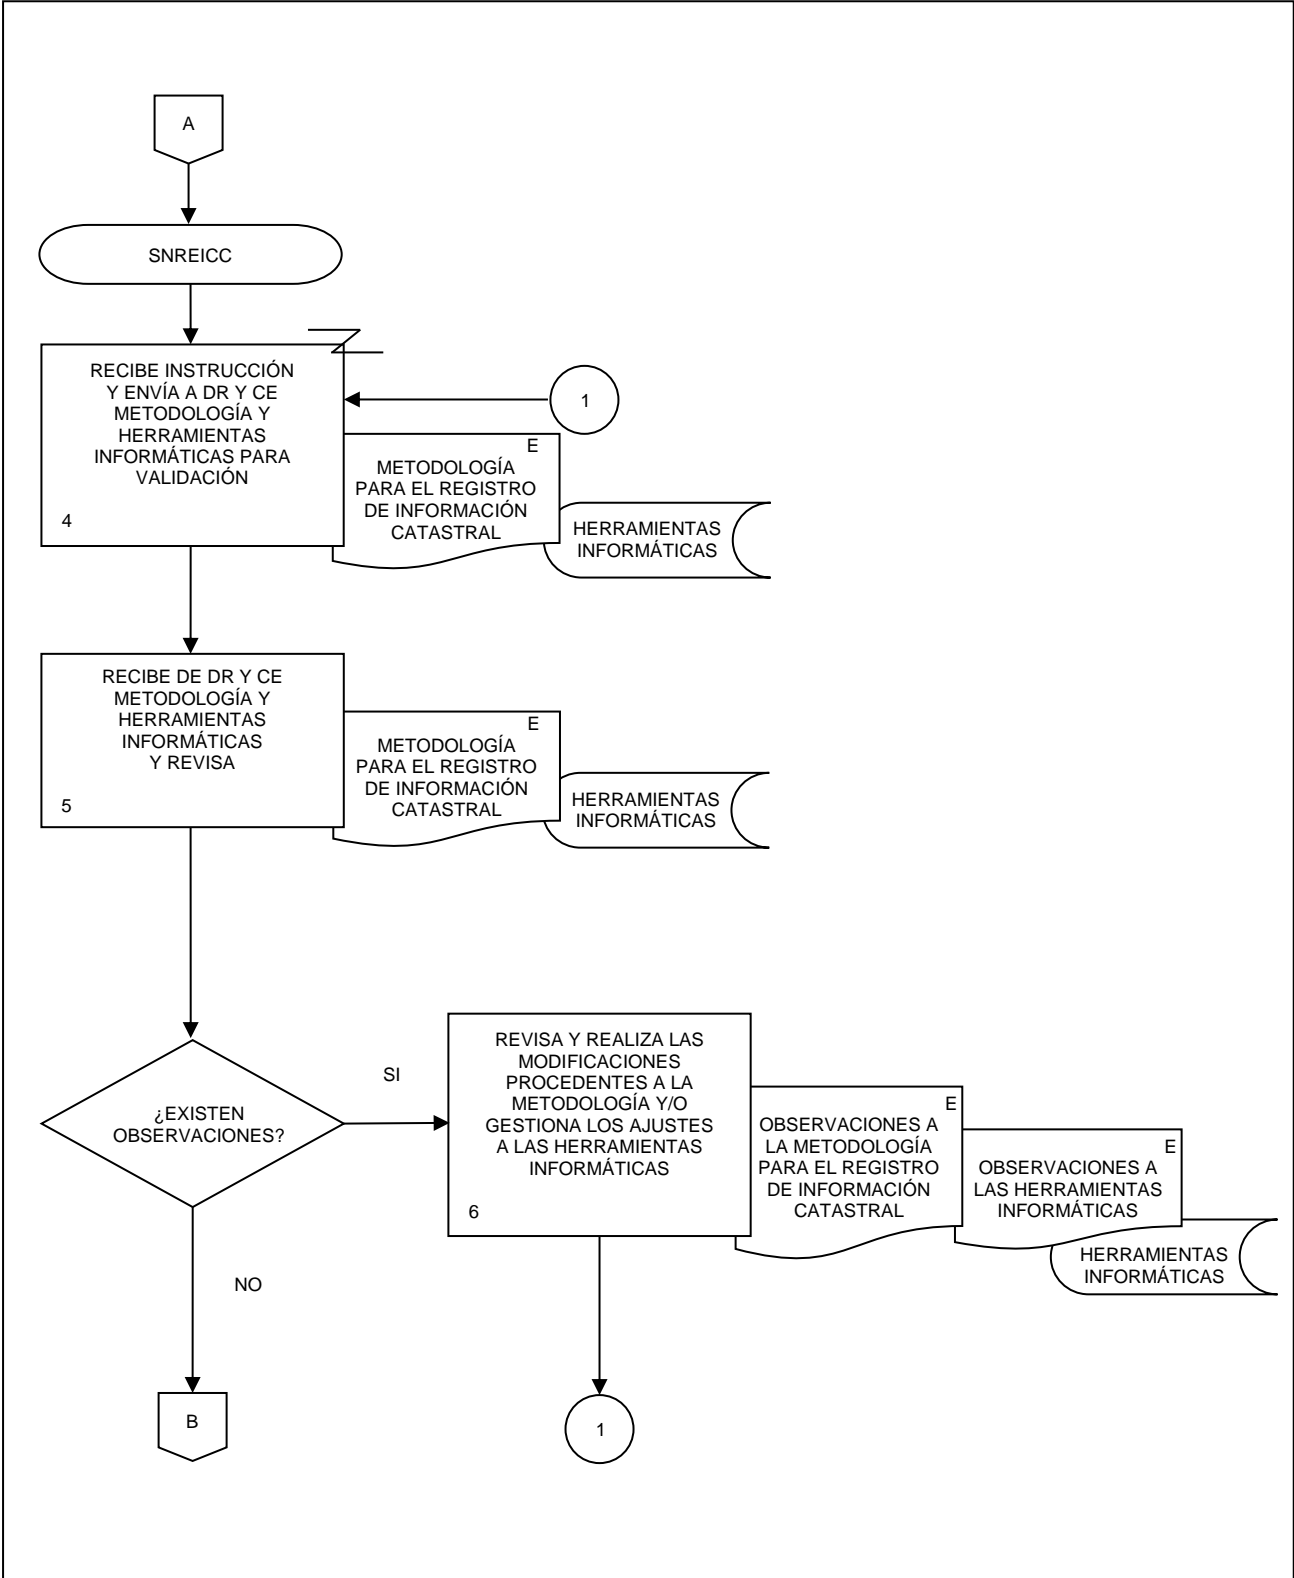 A
SNREICC
RECIBE INSTRUCCIÓN
Y ENVÍA A DR Y CE
METODOLOGÍA Y
HERRAMIENTAS
INFORMÁTICAS PARA
VALIDACIÓN
4
1
E
METODOLOGÍA
PARA EL REGISTRO
DE INFORMACIÓN
CATASTRAL
HERRAMIENTAS
INFORMÁTICAS
RECIBE DE DR Y CE
METODOLOGÍA Y
HERRAMIENTAS
INFORMÁTICAS
Y REVISA
5
E
METODOLOGÍA
PARA EL REGISTRO
DE INFORMACIÓN
CATASTRAL
HERRAMIENTAS
INFORMÁTICAS
¿EXISTEN
OBSERVACIONES?
SI
REVISA Y REALIZA LAS
MODIFICACIONES
PROCEDENTES A LA
METODOLOGÍA Y/O
GESTIONA LOS AJUSTES
A LAS HERRAMIENTAS
INFORMÁTICAS
6
E
OBSERVACIONES A
LA METODOLOGÍA
PARA EL REGISTRO
DE INFORMACIÓN
CATASTRAL
E
OBSERVACIONES A
LAS HERRAMIENTAS
INFORMÁTICAS
HERRAMIENTAS
INFORMÁTICAS
NO
B
1